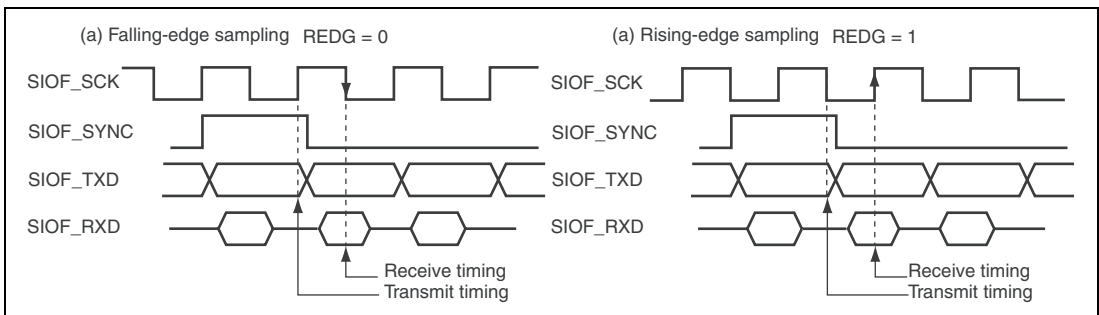 (a) Falling-edge sampling REDG = 0
SIOF_SCK
SIOF_SYNC
SIOF_TXD
SIOF_RXD
Receive timing
Transmit timing
(a) Rising-edge sampling REDG = 1
SIOF_SCK
SIOF_SYNC
SIOF_TXD
SIOF_RXD
Receive timing
Transmit timing